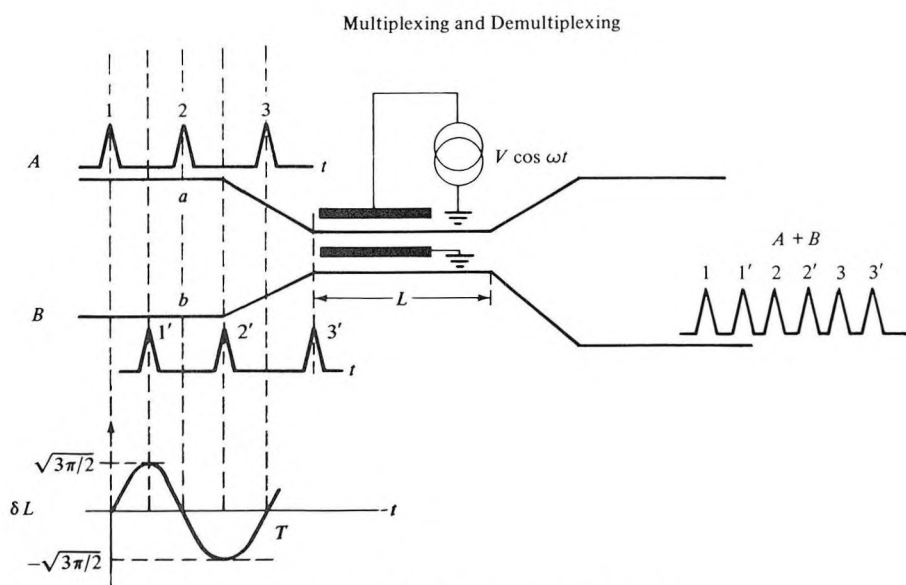 Multiplexing and Demultiplexing
1 2 3
A t
V cos ωt
a
A + B
1 1′ 2 2′ 3 3′
b
L
B
1′ 2′ 3′
t
√3π/2
δL t
T
−√3π/2